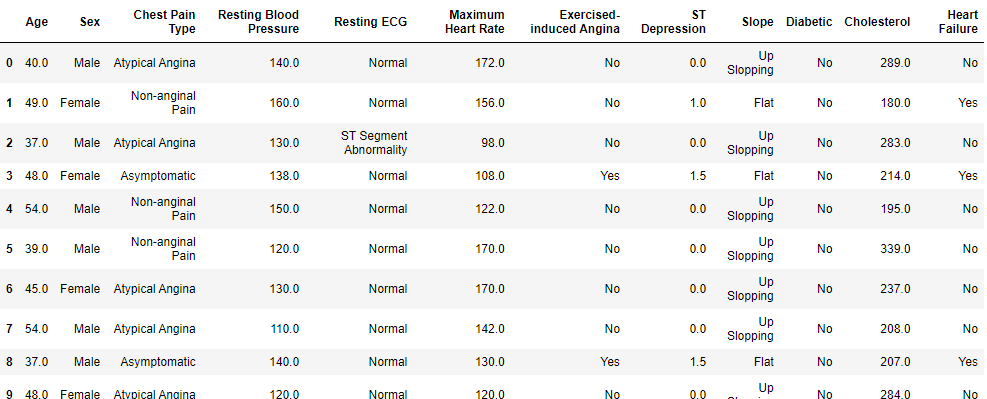 Age Sex Chest Pain Type Resting Blood Pressure Resting ECG Maximum Heart Rate Exercised-induced Angina ST Depression Slope Diabetic Cholesterol Heart Failure
0 40.0 Male Atypical Angina 140.0 Normal 172.0 No 0.0 Up Slopping No 289.0 No
1 49.0 Female Non-anginal Pain 160.0 Normal 156.0 No 1.0 Flat No 180.0 Yes
2 37.0 Male Atypical Angina 130.0 ST Segment Abnormality 98.0 No 0.0 Up Slopping No 283.0 No
3 48.0 Female Asymptomatic 138.0 Normal 108.0 Yes 1.5 Flat No 214.0 Yes
4 54.0 Male Non-anginal Pain 150.0 Normal 122.0 No 0.0 Up Slopping No 195.0 No
5 39.0 Male Non-anginal Pain 120.0 Normal 170.0 No 0.0 Up Slopping No 339.0 No
6 45.0 Female Atypical Angina 130.0 Normal 170.0 No 0.0 Up Slopping No 237.0 No
7 54.0 Male Atypical Angina 110.0 Normal 142.0 No 0.0 Up Slopping No 208.0 No
8 37.0 Male Asymptomatic 140.0 Normal 130.0 Yes 1.5 Flat No 207.0 Yes
9 48.0 Female Atypical Angina 120.0 Normal 120.0 No 0.0 Up No 284.0 No